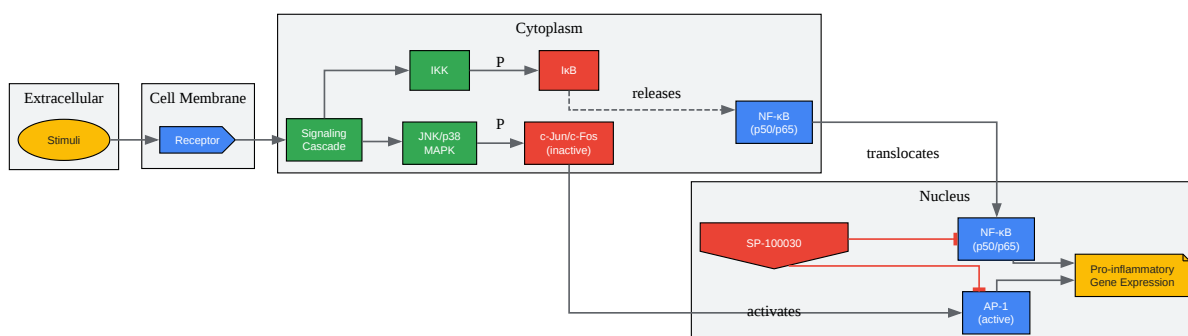 Cytoplasm
IKK
P
IκB
releases
Extracellular
Cell Membrane
Stimuli
Receptor
Signaling
Cascade
JNK/p38
MAPK
P
c-Jun/c-Fos
(inactive)
NF-κB
(p50/p65)
translocates
Nucleus
SP-100030
NF-κB
(p50/p65)
Pro-inflammatory
Gene Expression
activates
AP-1
(active)